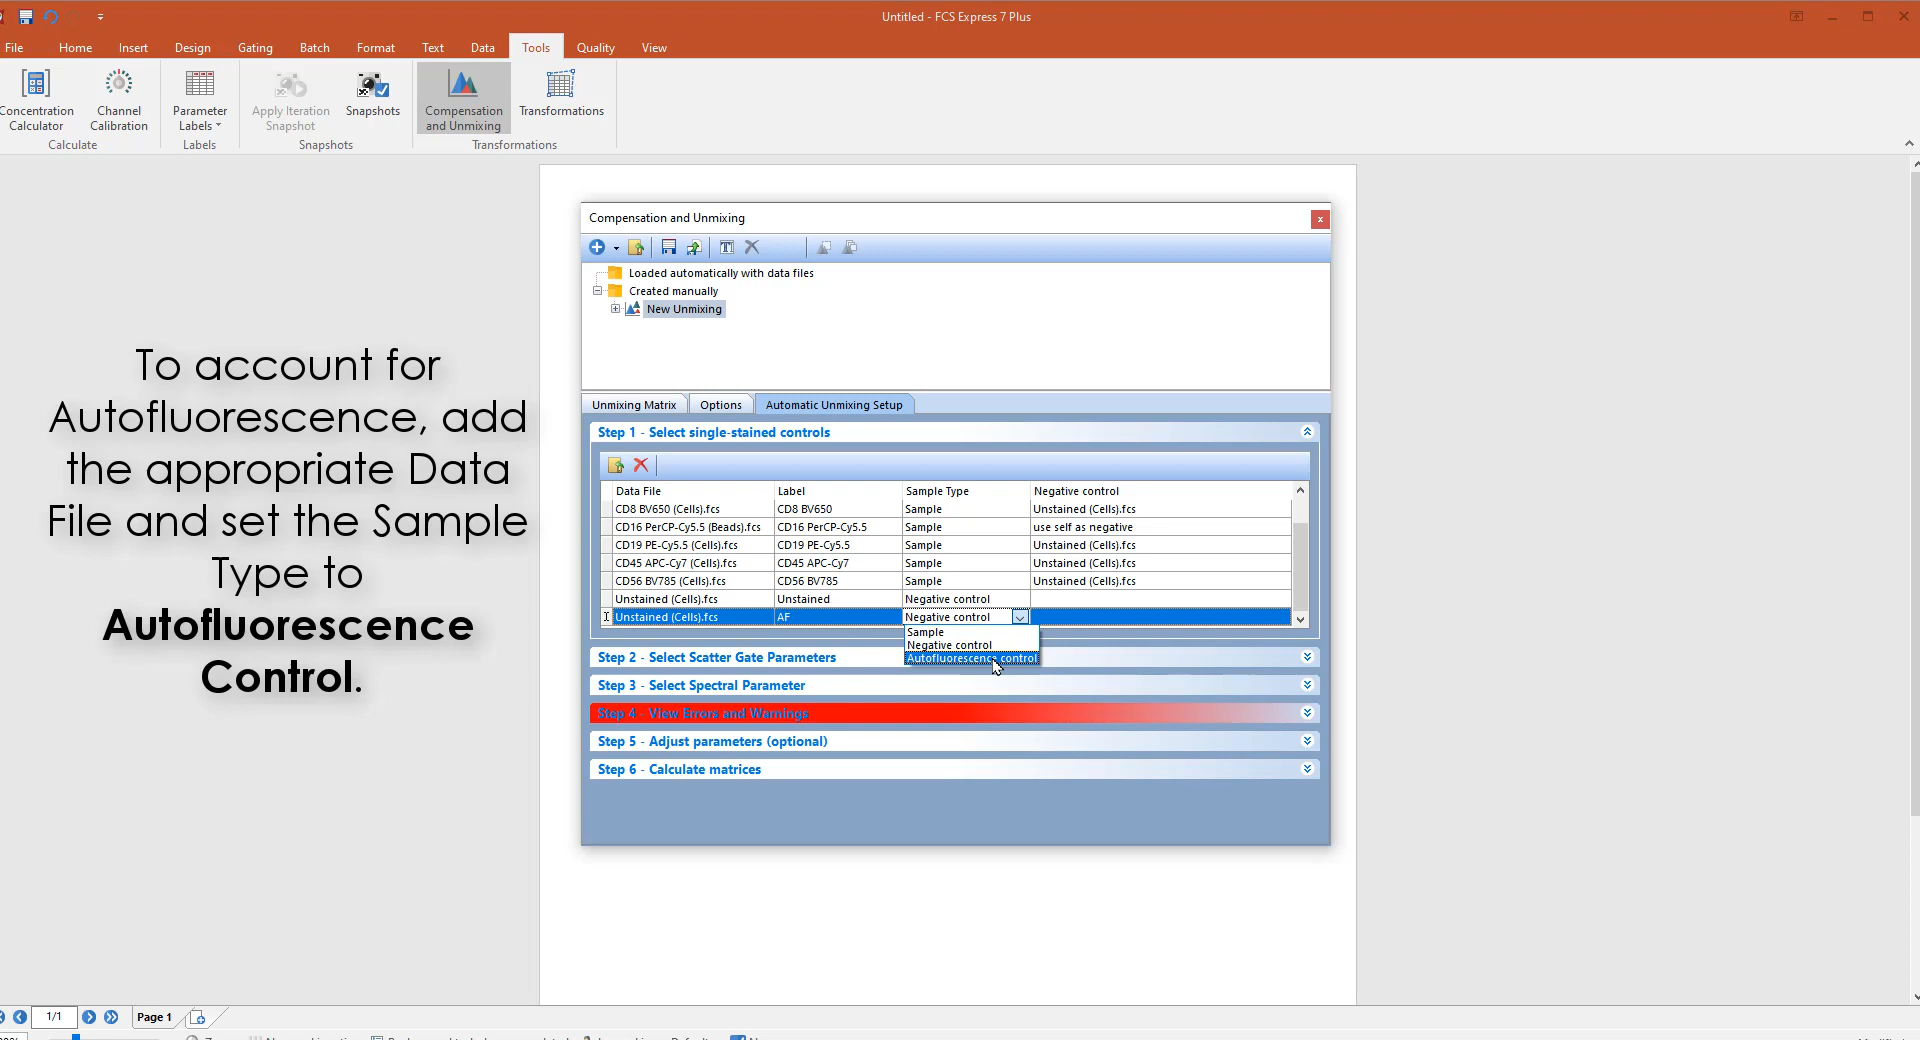 Untitled - FCS Express 7 Plus
File Home Insert Design Gating Batch Format Text Data Tools Quality View
Concentration Calculator
Channel Calibration
Parameter Labels
Apply Iteration Snapshot
Snapshots
Compensation and Unmixing
Transformations
Calculate Labels Snapshots Transformations
Compensation and Unmixing
Loaded automatically with data files
Created manually
New Unmixing
To account for
Autofluorescence, add
the appropriate Data
File and set the Sample
Type to
Autofluorescence
Control.
Unmixing Matrix Options Automatic Unmixing Setup
Step 1 - Select single-stained controls
Data File Label Sample Type Negative control
CD8 BV650 (Cells).fcs CD8 BV650 Sample Unstained (Cells).fcs
CD16 PerCP-Cy5.5 (Beads).fcs CD16 PerCP-Cy5.5 Sample use self as negative
CD19 PE-Cy5.5 (Cells).fcs CD19 PE-Cy5.5 Sample Unstained (Cells).fcs
CD45 APC-Cy7 (Cells).fcs CD45 APC-Cy7 Sample Unstained (Cells).fcs
CD56 BV785 (Cells).fcs CD56 BV785 Sample Unstained (Cells).fcs
Unstained (Cells).fcs Unstained Negative control
Unstained (Cells).fcs AF Negative control
Sample
Negative control
Autofluorescence control
Step 2 - Select Scatter Gate Parameters
Step 3 - Select Spectral Parameter
Step 4 - View Errors and Warnings
Step 5 - Adjust parameters (optional)
Step 6 - Calculate matrices
1/1 Page 1